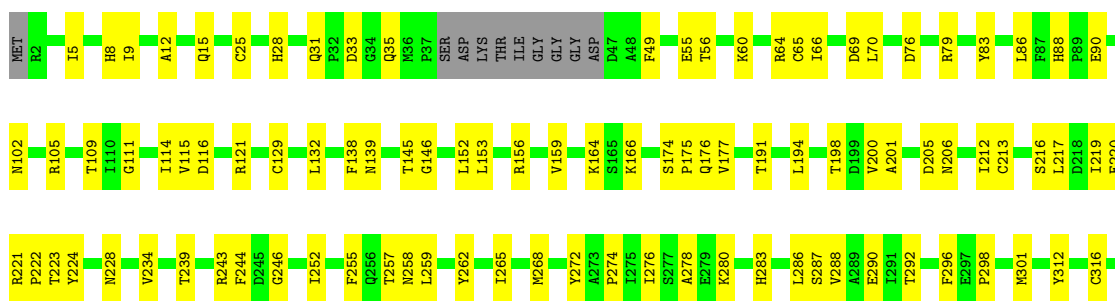 MET R2 I5 H8 I9 A12 Q15 C25 H28 Q31 P32 D33 G34 Q35 M36 P37 SER ASP LYS THR ILE GLY GLY GLY ASP D47 A48 F49 E55 T56 K60 R64 C65 I66 D69 L70 D76 R79 Y83 L86 F87 H88 P89 E90
N102 R105 T109 I110 G111 I114 V115 D116 R121 C129 L132 F138 N139 T145 G146 L152 L153 R156 V159 K164 S165 K166 S174 P175 Q176 V177 T191 L194 T198 D199 V200 A201 D205 N206 I212 C213 S216 L217 D218 I219
R221 P222 T223 Y224 N228 V234 T239 R243 F244 D245 G246 I252 F255 Q256 T257 N258 L259 Y262 I265 M268 Y272 A273 P274 I275 I276 S277 A278 E279 K280 H283 L286 S287 V288 A289 E290 I291 T292 F296 E297 P298 M301 Y312 C316